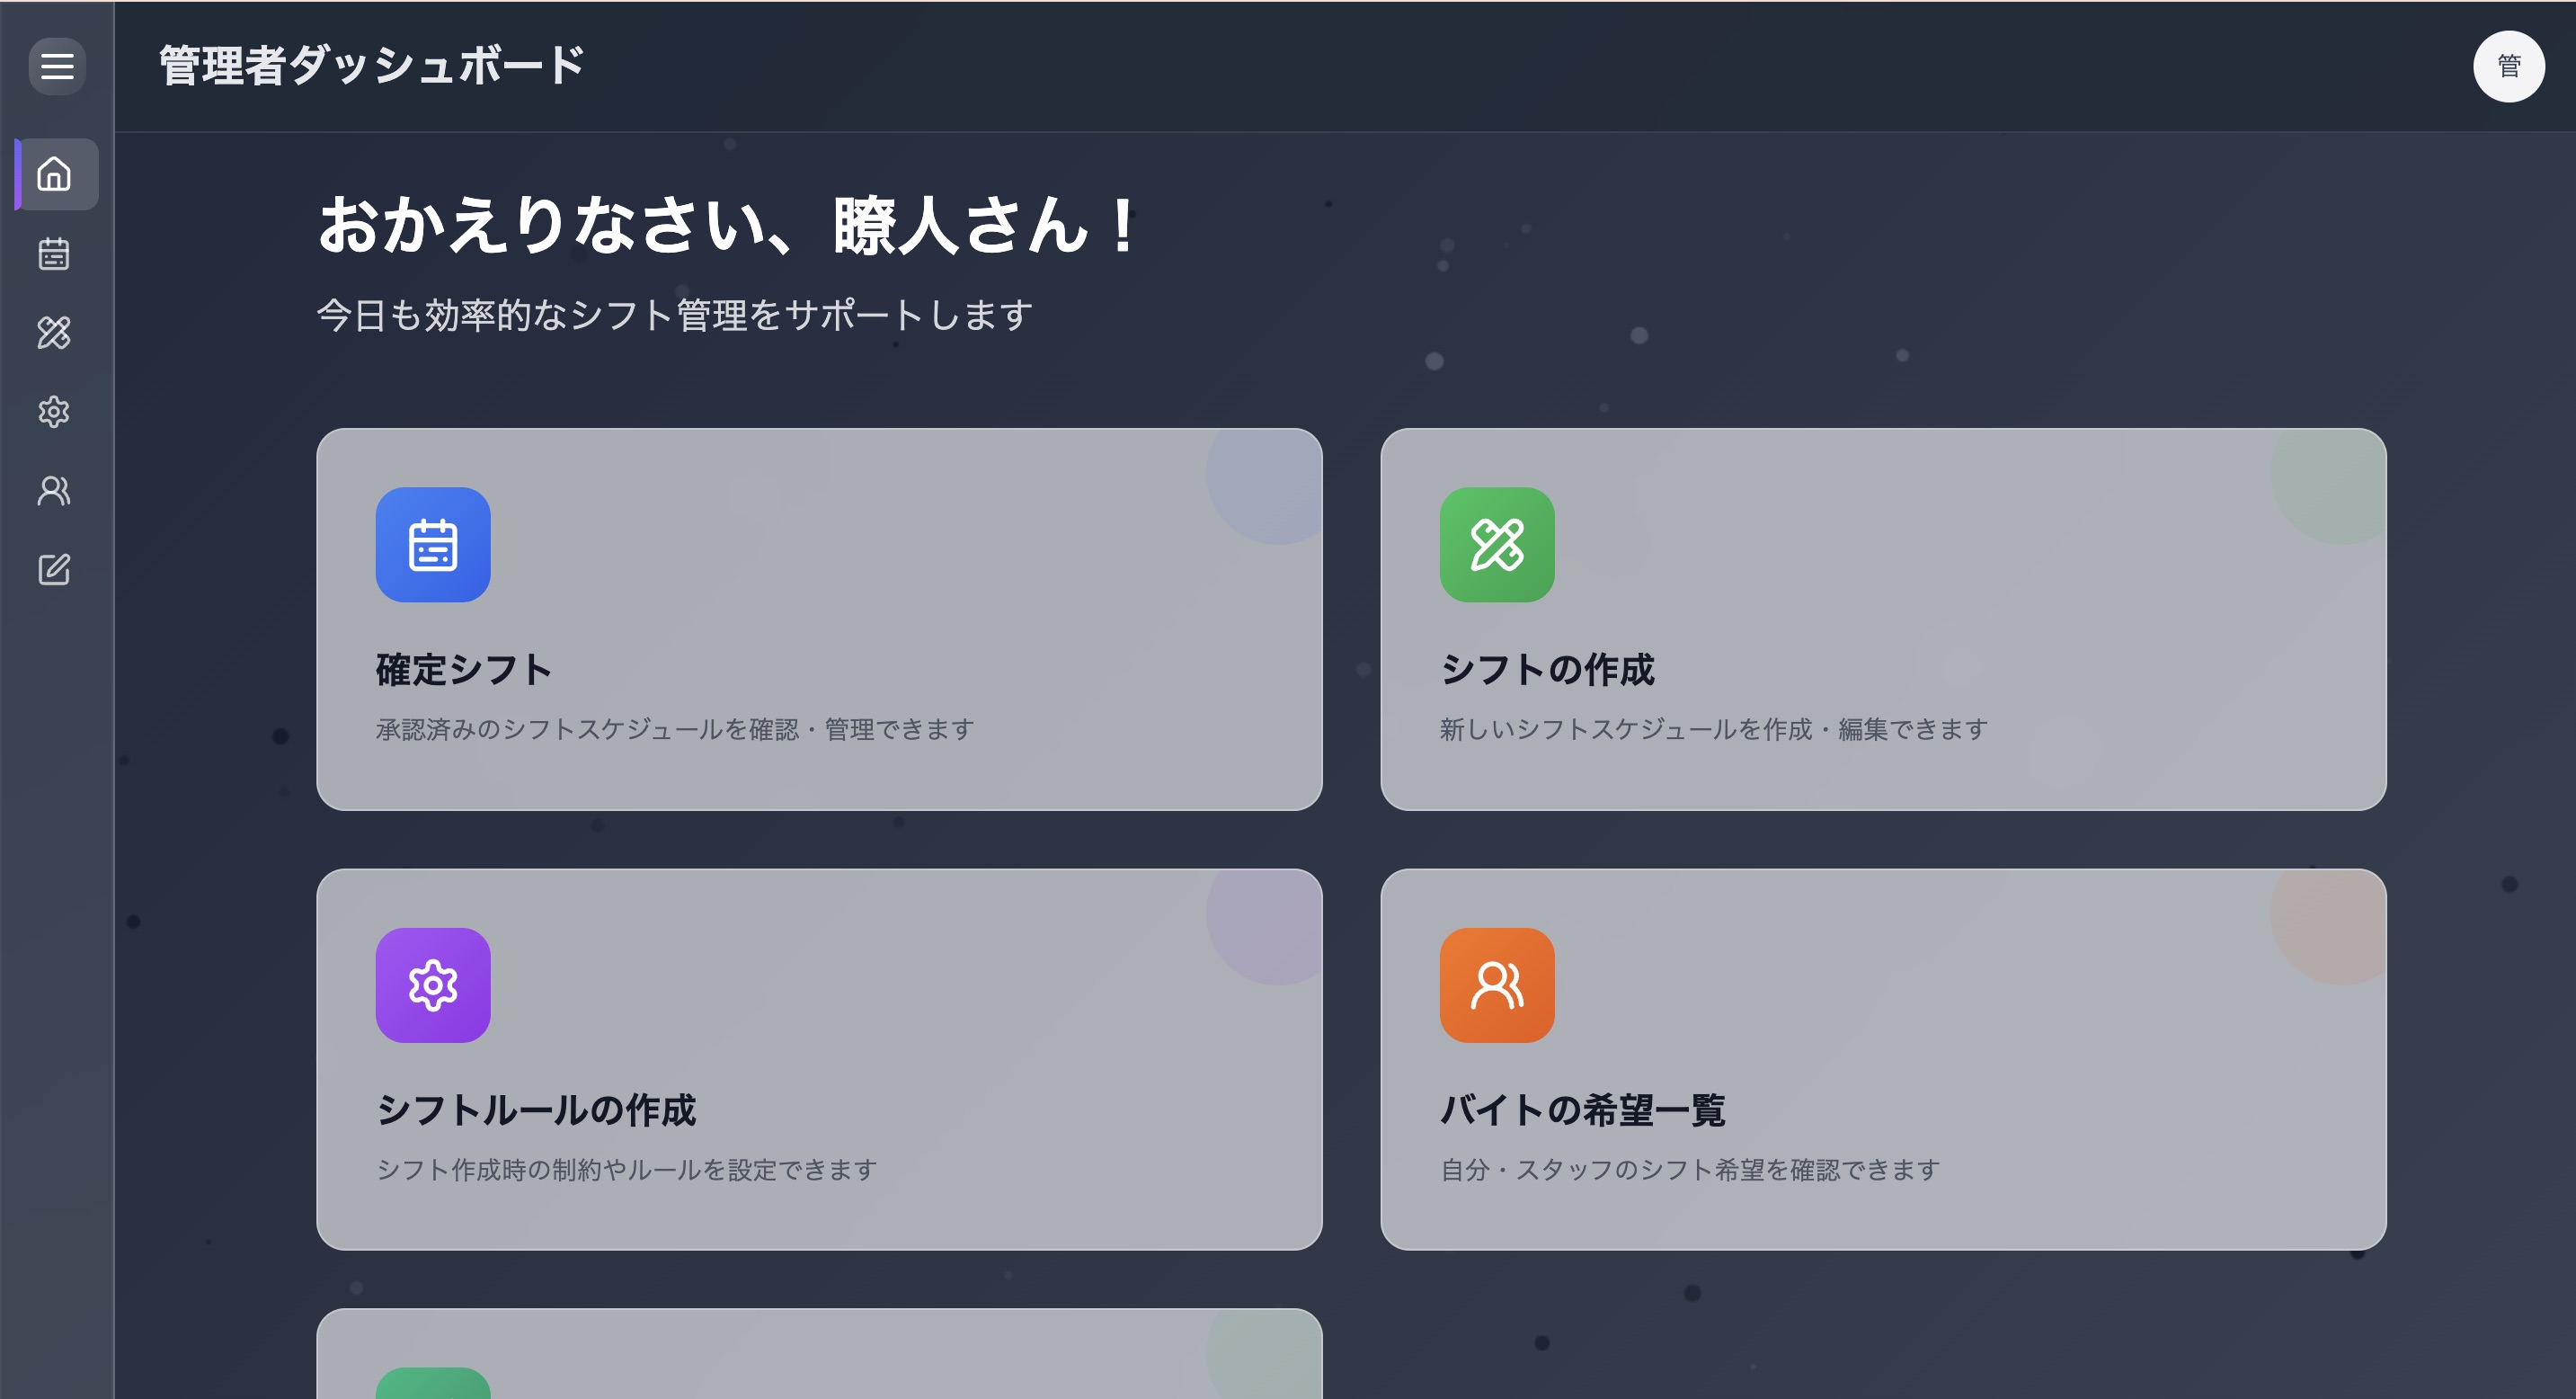 管理者ダッシュボード
管
おかえりなさい、瞭人さん！
今日も効率的なシフト管理をサポートします
確定シフト
承認済みのシフトスケジュールを確認・管理できます
シフトの作成
新しいシフトスケジュールを作成・編集できます
シフトルールの作成
シフト作成時の制約やルールを設定できます
バイトの希望一覧
自分・スタッフのシフト希望を確認できます